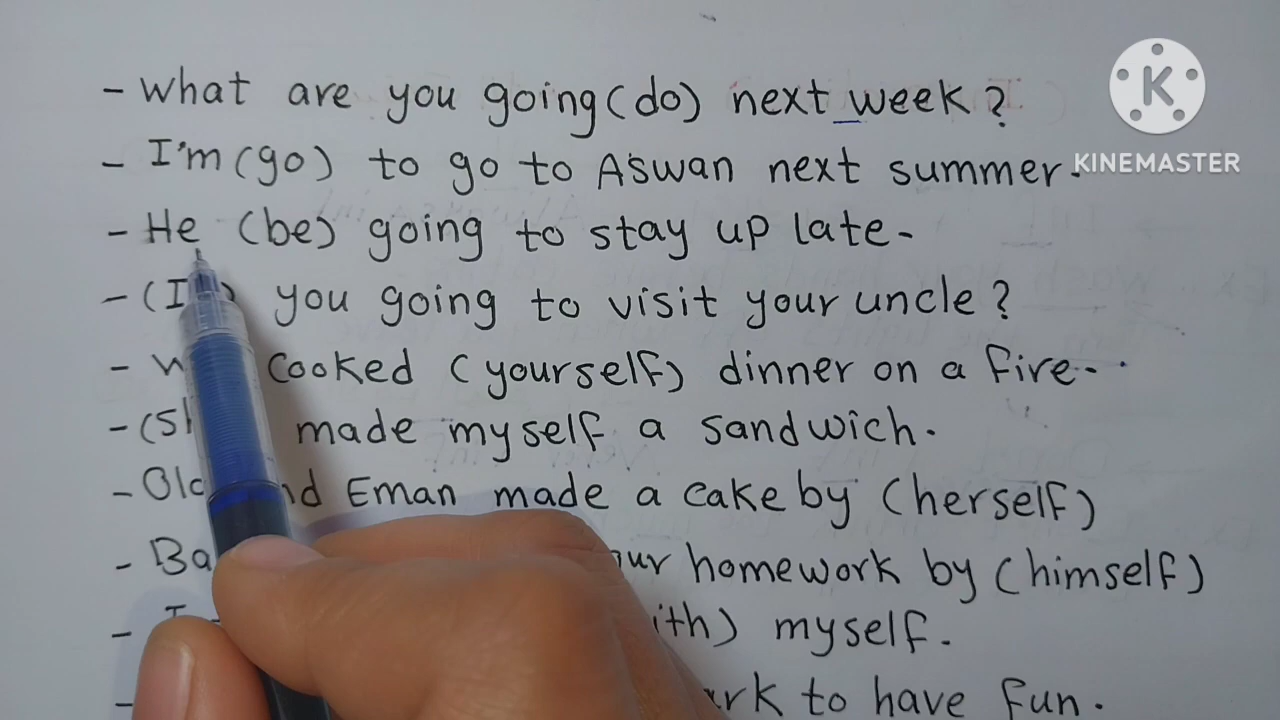 - What are you going (do) next week?
- I'm (go) to go to Aswan next summer.
KINEMASTER
- He (be) going to stay up late.
- you going to visit your uncle?
- cooked (yourself) dinner on a fire.
- made myself a sandwich.
- Eman made a cake by (herself)
- homework by (himself)
- myself.
- to have fun.